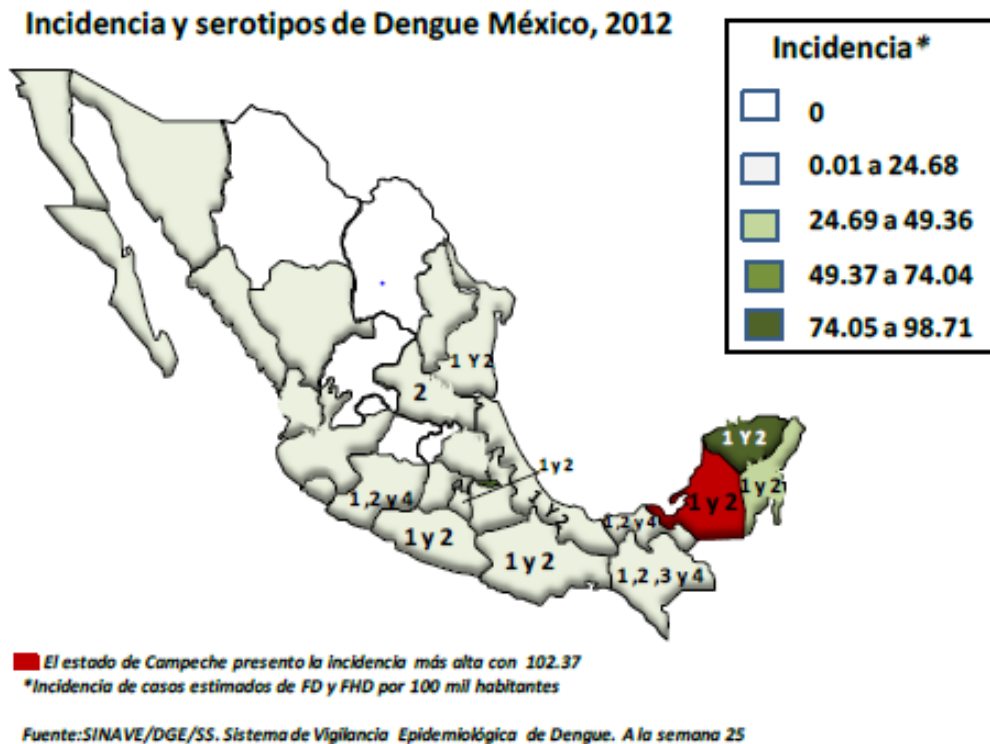 Incidencia y serotipos de Dengue México, 2012
Incidencia*
0
0.01 a 24.68
24.69 a 49.36
49.37 a 74.04
74.05 a 98.71
1 Y 2
2
1 y 2
1 Y 2
1 y 2
1 y 2
1 ,2 y 4
1 Y 2
1 ,2 y 4
1 y 2
1 y 2
1 ,2 ,3 y 4
El estado de Campeche presento la incidencia más alta con 102.37
*Incidencia de casos estimados de FD y FHD por 100 mil habitantes
Fuente:SINAVE/DGE/SS. Sistema de Vigilancia Epidemiológica de Dengue. A la semana 25